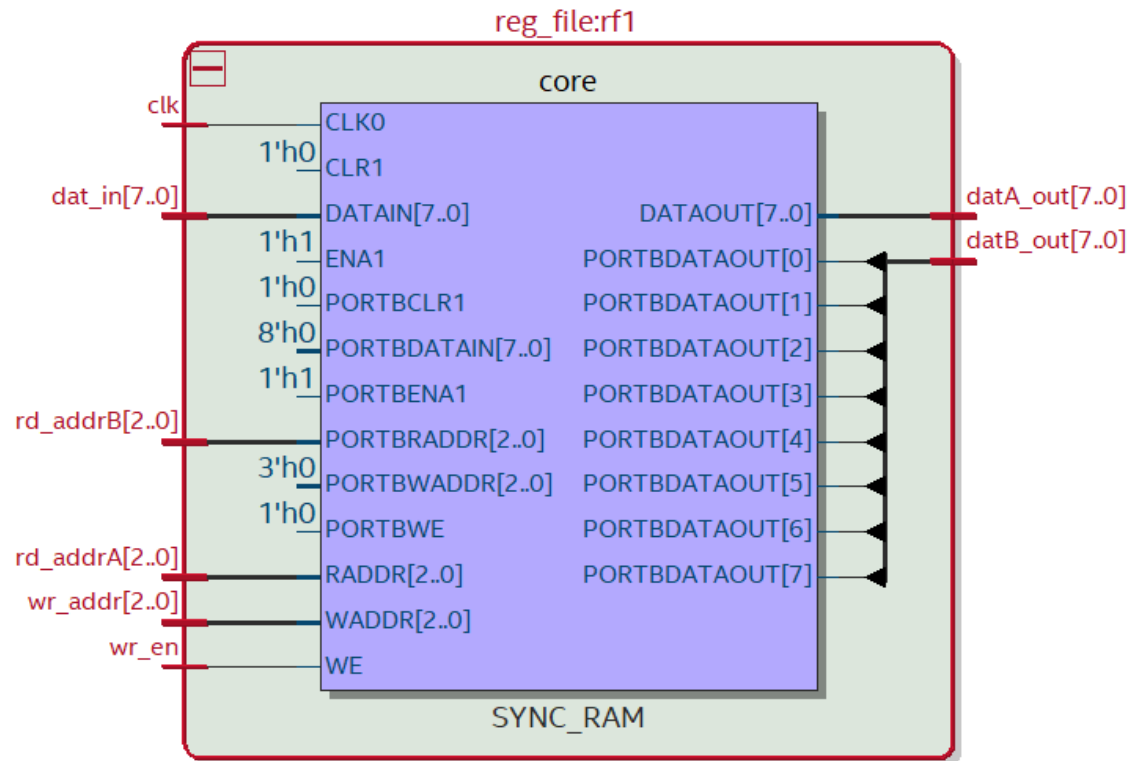 reg_file:rf1
core
clk
CLK0
1'h0
CLR1
dat_in[7..0]
DATAIN[7..0]
DATAOUT[7..0]
datA_out[7..0]
1'h1
ENA1
PORTBDATAOUT[0]
datB_out[7..0]
1'h0
PORTBCLR1
PORTBDATAOUT[1]
8'h0
PORTBDATAIN[7..0]
PORTBDATAOUT[2]
1'h1
PORTBENA1
PORTBDATAOUT[3]
rd_addrB[2..0]
PORTBRADDR[2..0]
PORTBDATAOUT[4]
3'h0
PORTBWADDR[2..0]
PORTBDATAOUT[5]
1'h0
PORTBWE
PORTBDATAOUT[6]
rd_addrA[2..0]
RADDR[2..0]
PORTBDATAOUT[7]
wr_addr[2..0]
WADDR[2..0]
wr_en
WE
SYNC_RAM